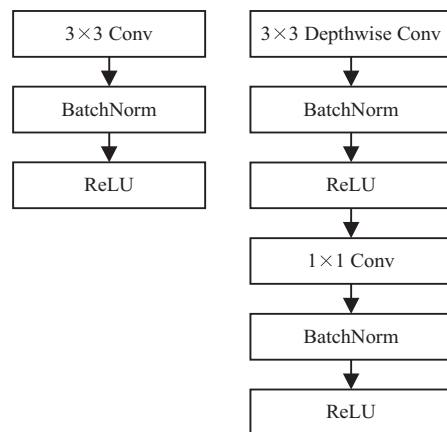 3×3 Conv
BatchNorm
ReLU
3×3 Depthwise Conv
BatchNorm
ReLU
1×1 Conv
BatchNorm
ReLU